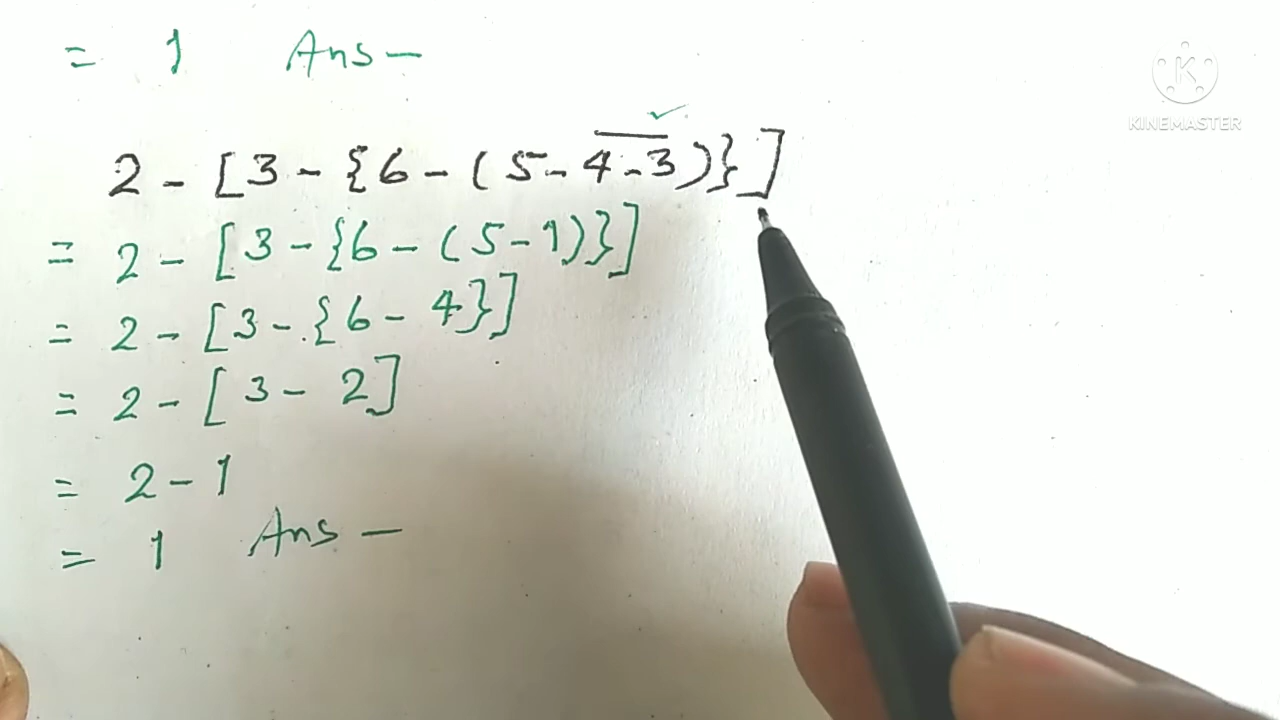 = 1 Ans -
KINEMASTER
2 - [3 - {6 - (5 - 4 - 3)}]
= 2 - [3 - {6 - (5 - 1)}]
= 2 - [3 - {6 - 4}]
= 2 - [3 - 2]
= 2 - 1
= 1 Ans -